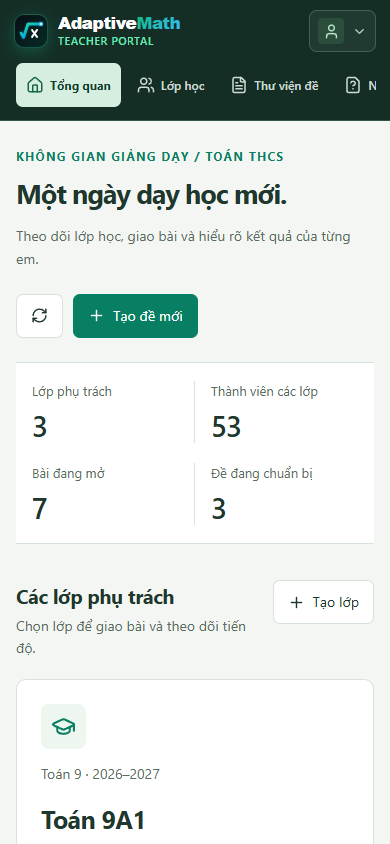 AdaptiveMath
TEACHER PORTAL
Tổng quan
Lớp học
Thư viện đề
KHÔNG GIAN GIẢNG DẠY / TOÁN THCS
Một ngày dạy học mới.
Theo dõi lớp học, giao bài và hiểu rõ kết quả của từng
em.
Tạo đề mới
Lớp phụ trách
Thành viên các lớp
3
53
Bài đang mở
Đề đang chuẩn bị
7
3
Các lớp phụ trách
Tạo lớp
Chọn lớp để giao bài và theo dõi tiến
độ.
Toán 9 · 2026–2027
Toán 9A1